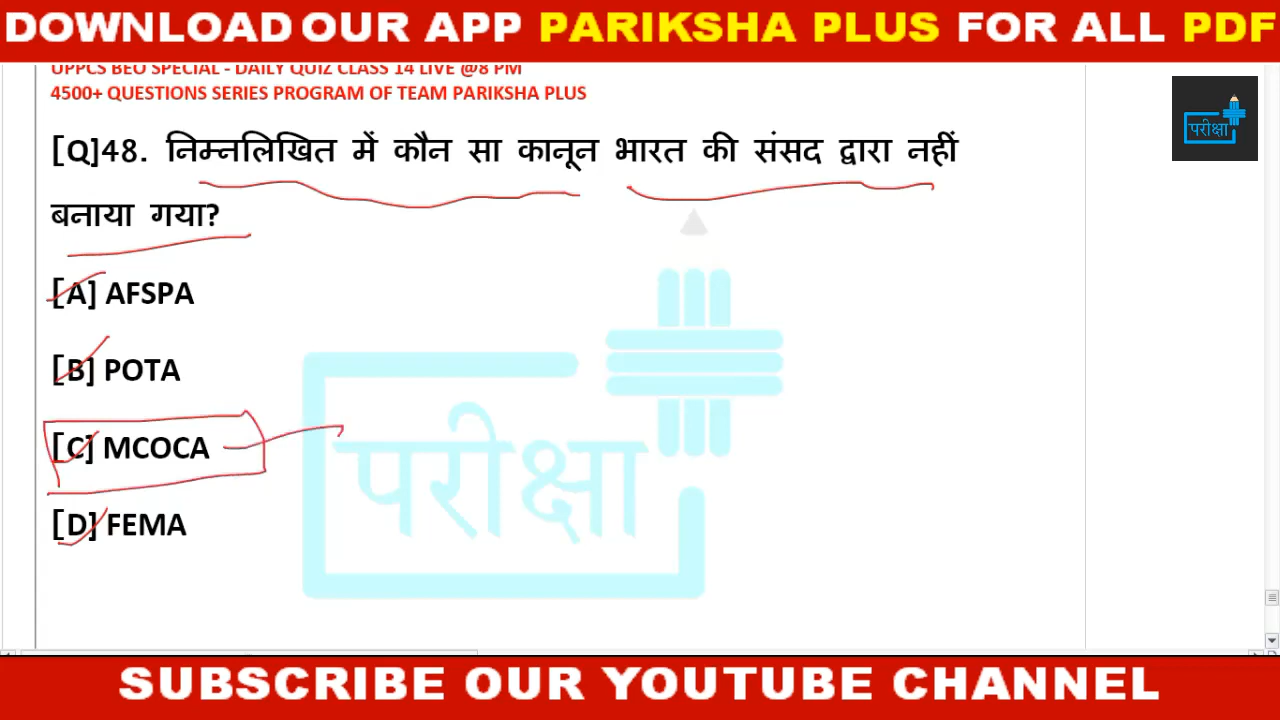 DOWNLOAD OUR APP PARIKSHA PLUS FOR ALL PDF
UPPCS BEO SPECIAL - DAILY QUIZ CLASS 14 LIVE @8 PM
4500+ QUESTIONS SERIES PROGRAM OF TEAM PARIKSHA PLUS
परीक्षा
[Q]48. निम्नलिखित में कौन सा कानून भारत की संसद द्वारा नहीं
बनाया गया?
[A] AFSPA
[B] POTA
[C] MCOCA
[D] FEMA
परीक्षा
SUBSCRIBE OUR YOUTUBE CHANNEL